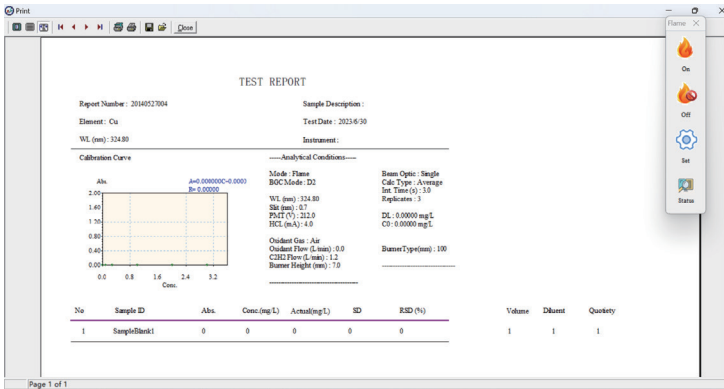 Print
Flame
Close
TEST REPORT
Report Number : 20140527004
Sample Description :
Element : Cu
Test Date : 2023/6/30
WL (nm) : 324.80
Instrument :
Calibration Curve
-----Analytical Conditions-----
Abs.
A=0.000000C+0.0000
R= 0.00000
2.00
1.60
1.20
0.80
0.40
0.00
0.0 0.8 1.6 2.4 3.2
Conc.
Mode : Flame
BGC Mode : D2
WL (nm) : 324.80
Slit (nm) : 0.7
PMT (V) : 212.0
HCL (mA) : 4.0
Oxidant Gas : Air
Oxidant Flow (L/min) : 0.0
C2H2 Flow (L/min) : 1.2
Burner Height (mm) : 7.0
Beam Optic : Single
Calc Type : Average
Int. Time (s) : 3.0
Replicates : 3
DL : 0.00000 mg/L
C0 : 0.00000 mg/L
BurnerType(mm) : 100
No Sample ID Abs. Conc.(mg/L) Actual(mg/L) SD RSD (%) Volume Diluent Quotiety
1 SampleBlank1 0 0 0 0 0 1 1 1
On
Off
Set
Status
Page 1 of 1